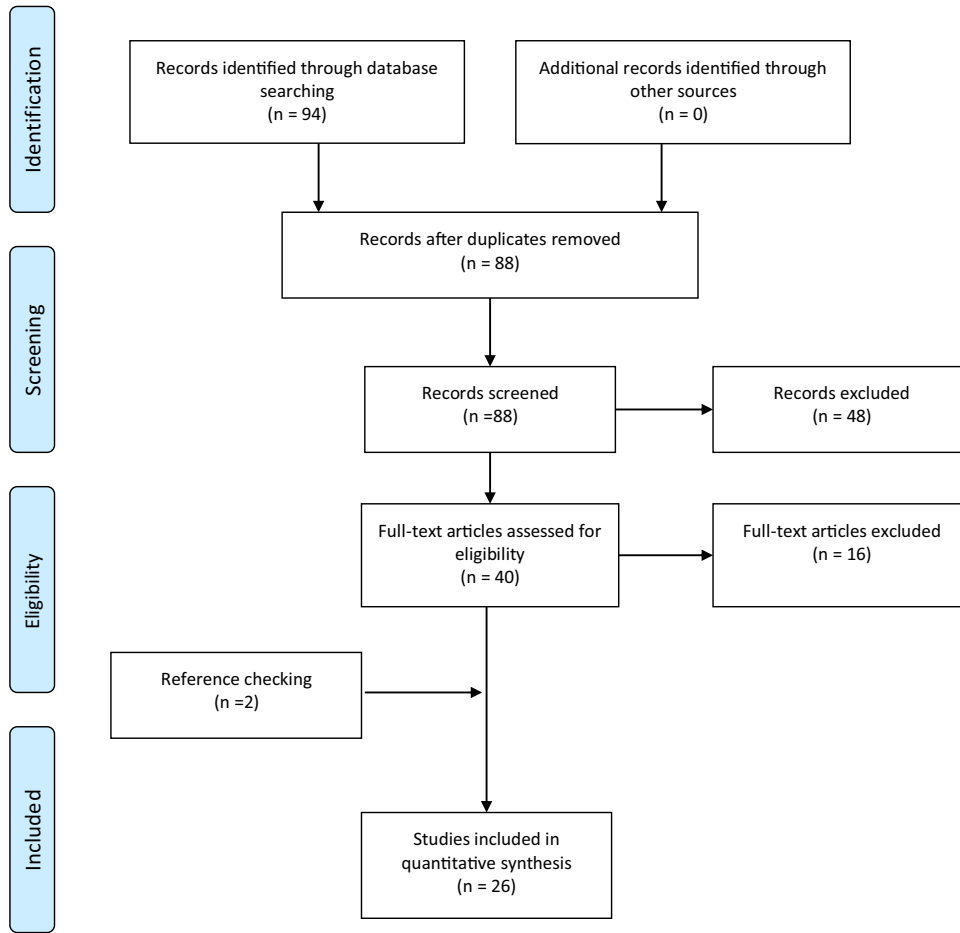 Identification
Records identified through database
searching
(n = 94)
Additional records identified through
other sources
(n = 0)
Records after duplicates removed
(n = 88)
Screening
Records screened
(n =88)
Records excluded
(n = 48)
Eligibility
Full-text articles assessed for
eligibility
(n = 40)
Full-text articles excluded
(n = 16)
Reference checking
(n =2)
Included
Studies included in
quantitative synthesis
(n = 26)